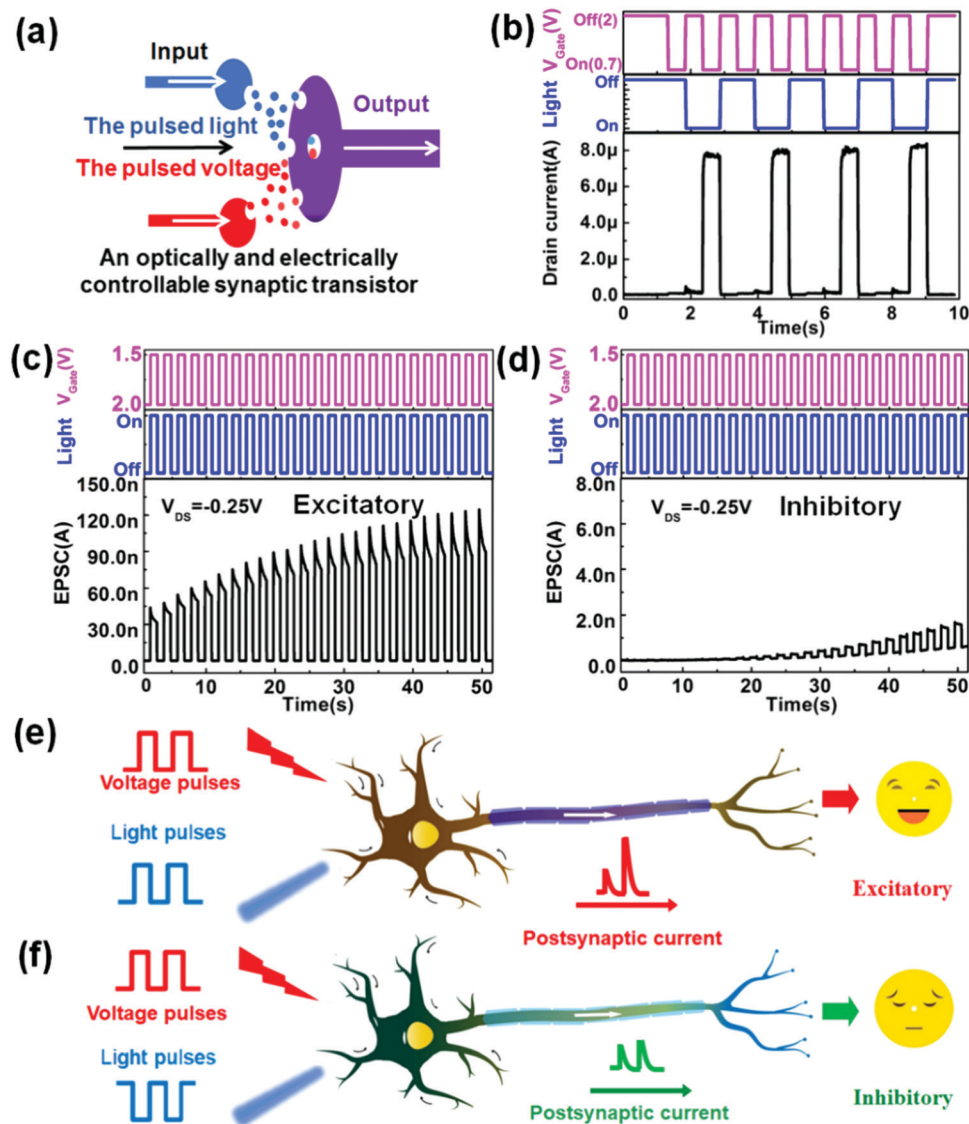 (a)
Input
The pulsed light
The pulsed voltage
Output
An optically and electrically
controllable synaptic transistor
(b)
V_Gate(V)
Off(2)
On(0.7)
Light
Off
On
Drain current(A)
8.0μ
6.0μ
4.0μ
2.0μ
0.0
0 2 4 6 8 10
Time(s)
(c)
V_Gate(V)
1.5
2.0
Light
On
Off
EPSC(A)
150.0n
120.0n
90.0n
60.0n
30.0n
0.0
V_DS=-0.25V Excitatory
0 10 20 30 40 50
Time(s)
(d)
V_Gate(V)
1.5
2.0
Light
On
Off
EPSC(A)
8.0n
6.0n
4.0n
2.0n
0.0
V_DS=-0.25V Inhibitory
0 10 20 30 40 50
Time(s)
(e)
Voltage pulses
Light pulses
Postsynaptic current
Excitatory
(f)
Voltage pulses
Light pulses
Postsynaptic current
Inhibitory